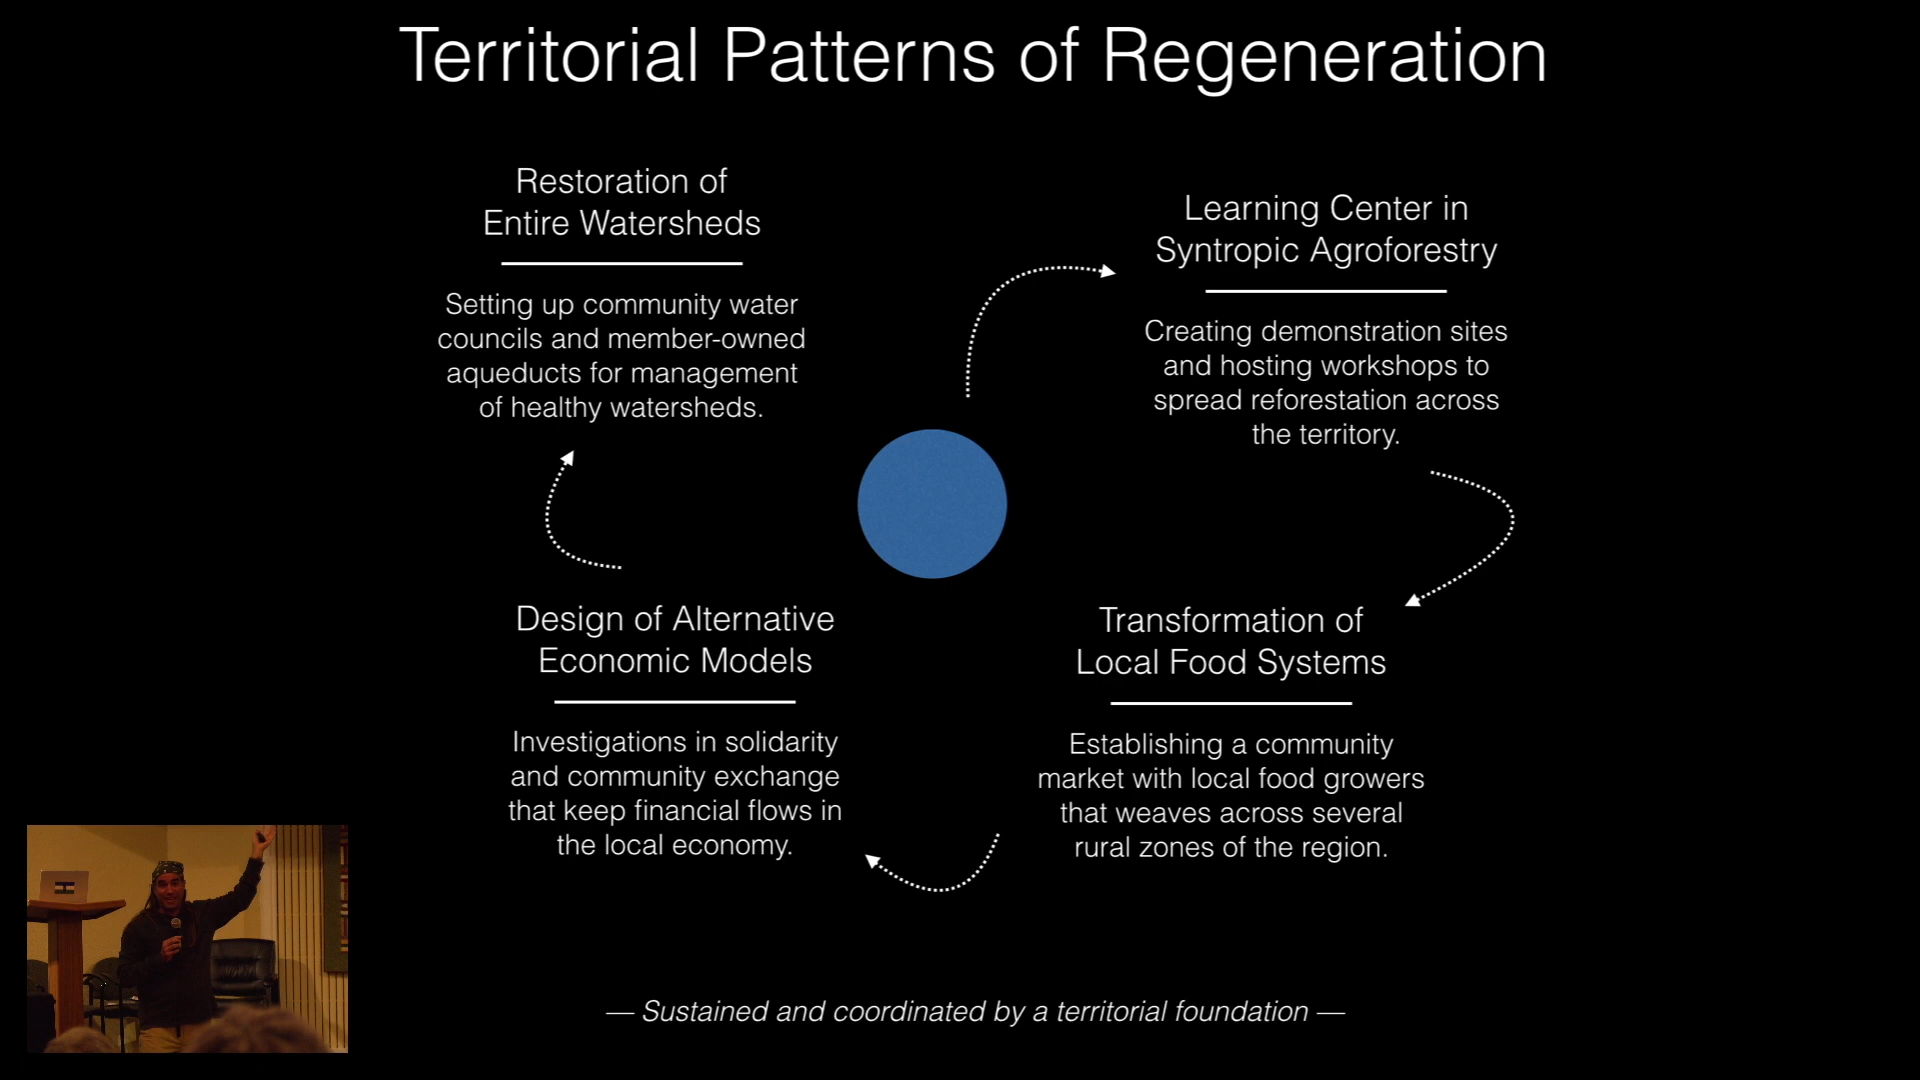 Territorial Patterns of Regeneration
Restoration of
Entire Watersheds
Setting up community water
councils and member-owned
aqueducts for management
of healthy watersheds.
Learning Center in
Syntropic Agroforestry
Creating demonstration sites
and hosting workshops to
spread reforestation across
the territory.
Design of Alternative
Economic Models
Investigations in solidarity
and community exchange
that keep financial flows in
the local economy.
Transformation of
Local Food Systems
Establishing a community
market with local food growers
that weaves across several
rural zones of the region.
— Sustained and coordinated by a territorial foundation —